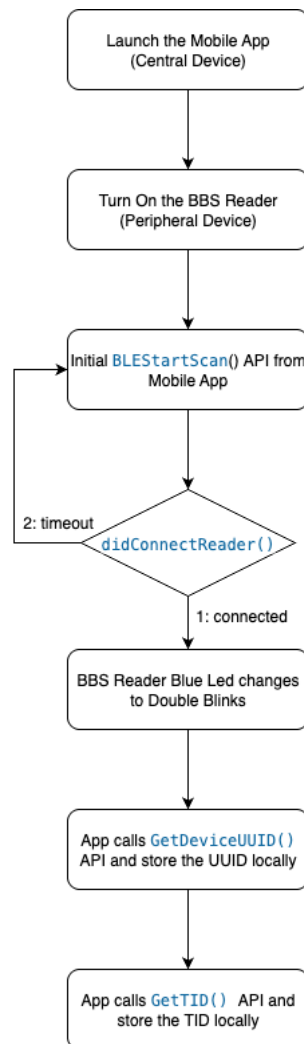 Launch the Mobile App
(Central Device)
Turn On the BBS Reader
(Peripheral Device)
Initial BLEStartScan() API from
Mobile App
2: timeout
didConnectReader()
1: connected
BBS Reader Blue Led changes
to Double Blinks
App calls GetDeviceUUID()
API and store the UUID locally
App calls GetTID() API and
store the TID locally